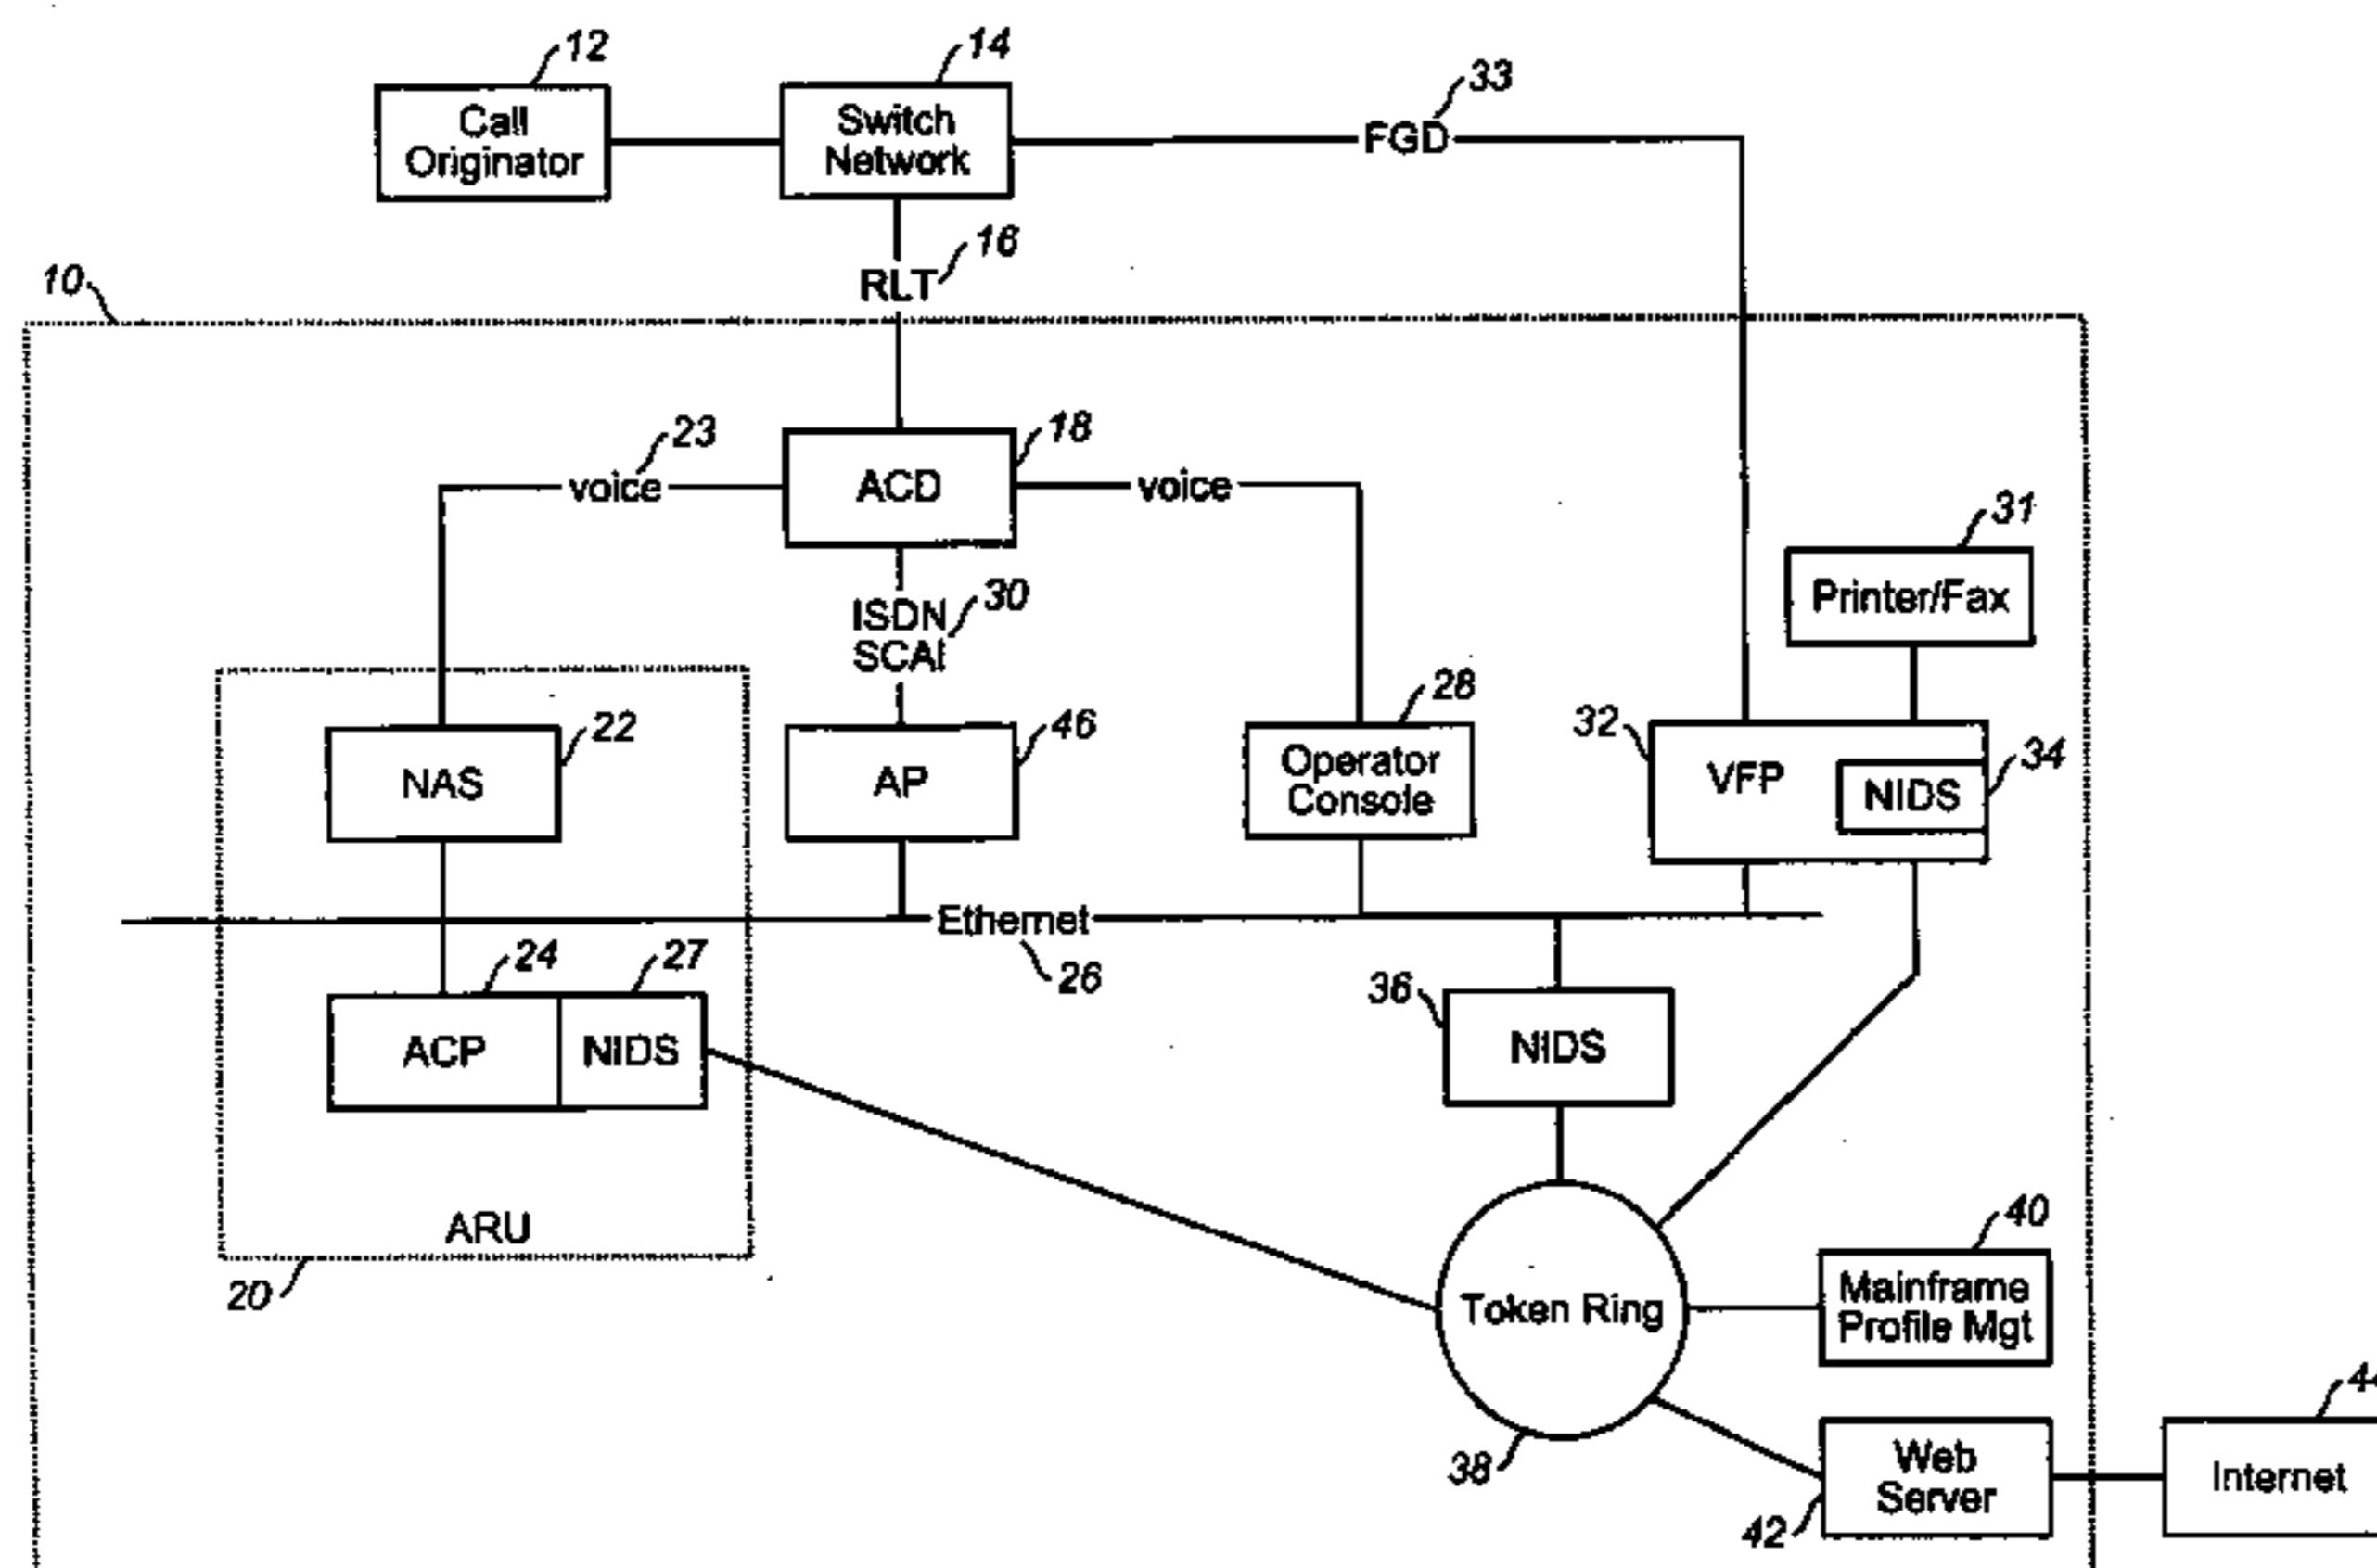 12
14
33
Call
Originator
Switch
Network
FGD
16
RLT
10
23
18
voice
ACD
voice
31
Printer/Fax
ISDN
SCAI
30
28
22
46
32
34
NAS
AP
Operator
Console
VFP
NIDS
Ethernet
26
24
27
36
ACP
NIDS
NIDS
ARU
20
40
Token Ring
Mainframe
Profile Mgt
38
Web
Server
42
Internet